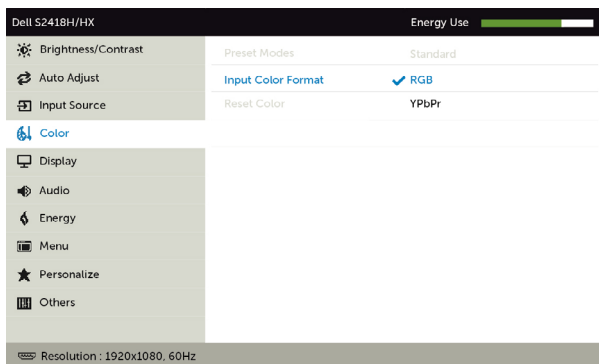 Dell S2418H/HX
Energy Use
Brightness/Contrast
Auto Adjust
Input Source
Color
Display
Audio
Energy
Menu
Personalize
Others
Preset Modes Standard
Input Color Format RGB
Reset Color YPbPr
Resolution : 1920x1080, 60Hz